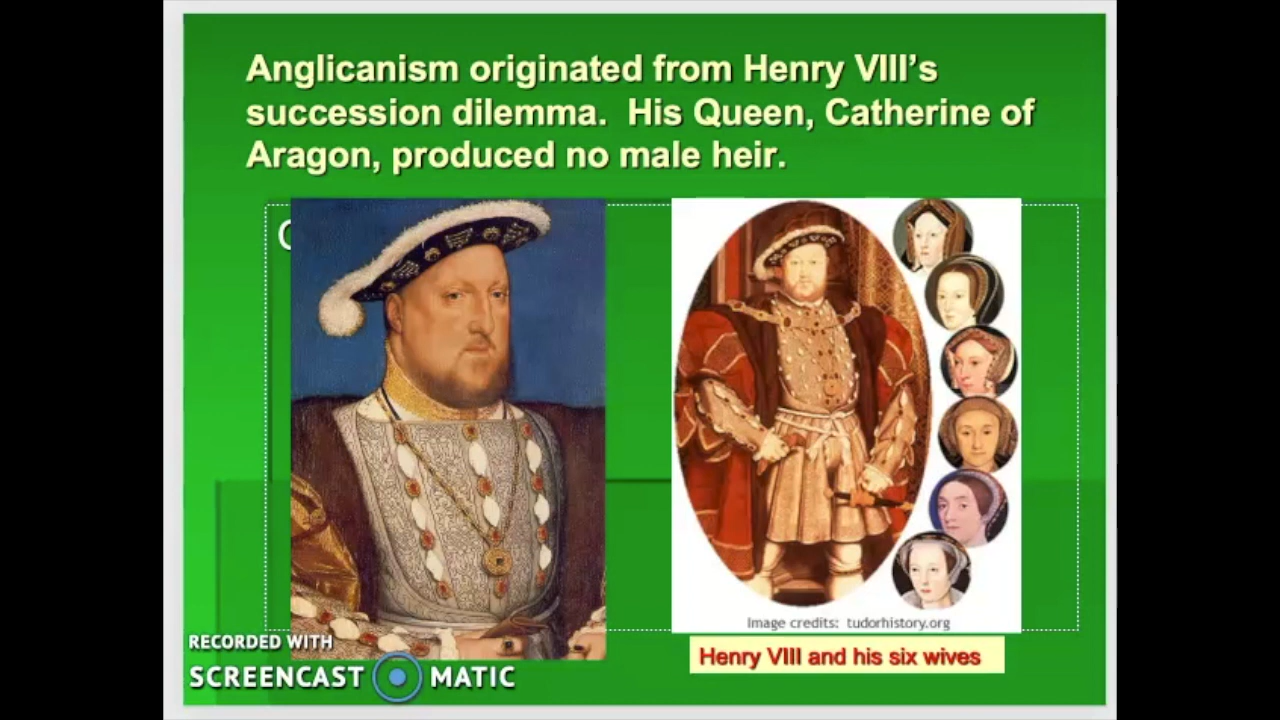 Anglicanism originated from Henry VIII’s
succession dilemma.  His Queen, Catherine of
Aragon, produced no male heir.
Image credits:  tudorhistory.org
Henry VIII and his six wives
RECORDED WITH
SCREENCAST MATIC